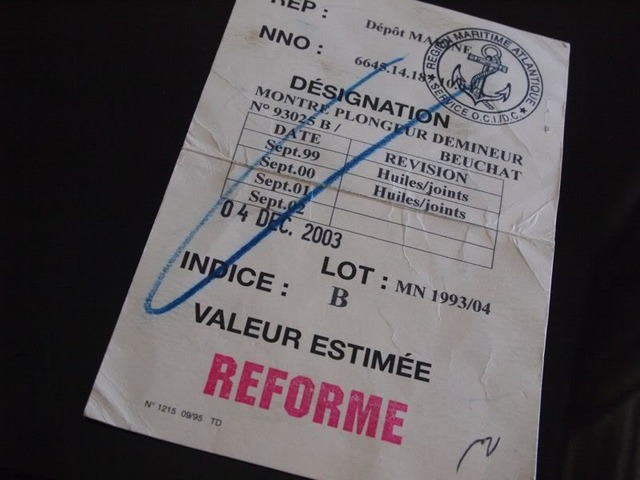 REP :
Dépôt
NNO :
6645.14.
RÉGION MARITIME ATLANTIQUE
★ SERVICE O.C.I./D.C. ★
DÉSIGNATION
MONTRE PLONGEUR DEMINEUR
N° 93025 B / BEUCHAT
DATE REVISION
Sept.99 Huiles/joints
Sept.00 Huiles/joints
Sept.01
Sept.02
04 DEC. 2003
INDICE : B LOT : MN 1993/04
VALEUR ESTIMÉE
REFORME
N° 1215 09/95 TD